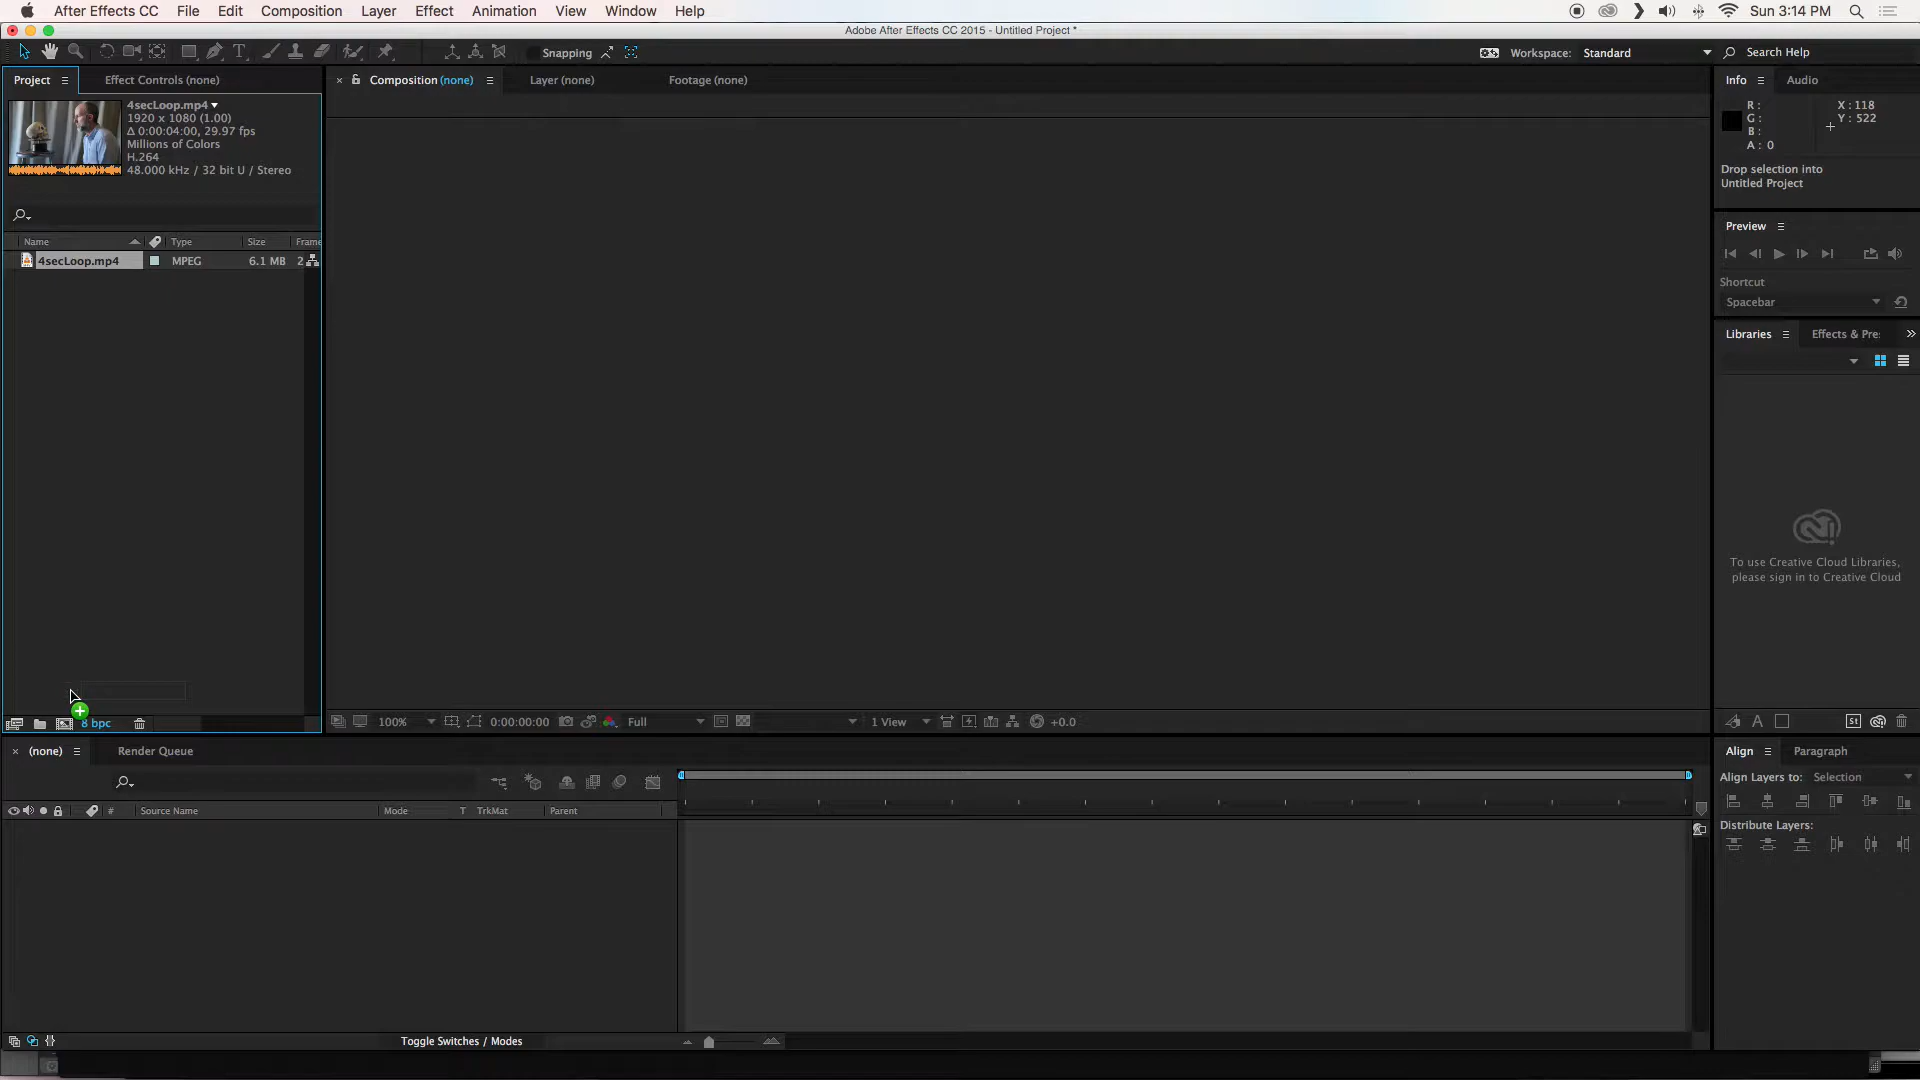 After Effects CC File Edit Composition Layer Effect Animation View Window Help Sun 3:14 PM
Adobe After Effects CC 2015 - Untitled Project *
Snapping Workspace: Standard Search Help
Project Effect Controls (none) Composition (none) Layer (none) Footage (none) Info Audio
4secLoop.mp4
1920 x 1080 (1.00)
Δ 0:00:04:00, 29.97 fps
Millions of Colors
H.264
48.000 kHz / 32 bit U / Stereo
R: X : 118
G: Y : 522
B:
A: 0
Drop selection into
Untitled Project
Name Type Size Frame
4secLoop.mp4 MPEG 6.1 MB 2
Preview
Shortcut
Spacebar
Libraries Effects & Pre
To use Creative Cloud Libraries,
please sign in to Creative Cloud
8 bpc 100% 0:00:00:00 Full 1 View +0.0 A St
(none) Render Queue Align Paragraph
Align Layers to: Selection
# Source Name Mode T TrkMat Parent
Distribute Layers:
Toggle Switches / Modes